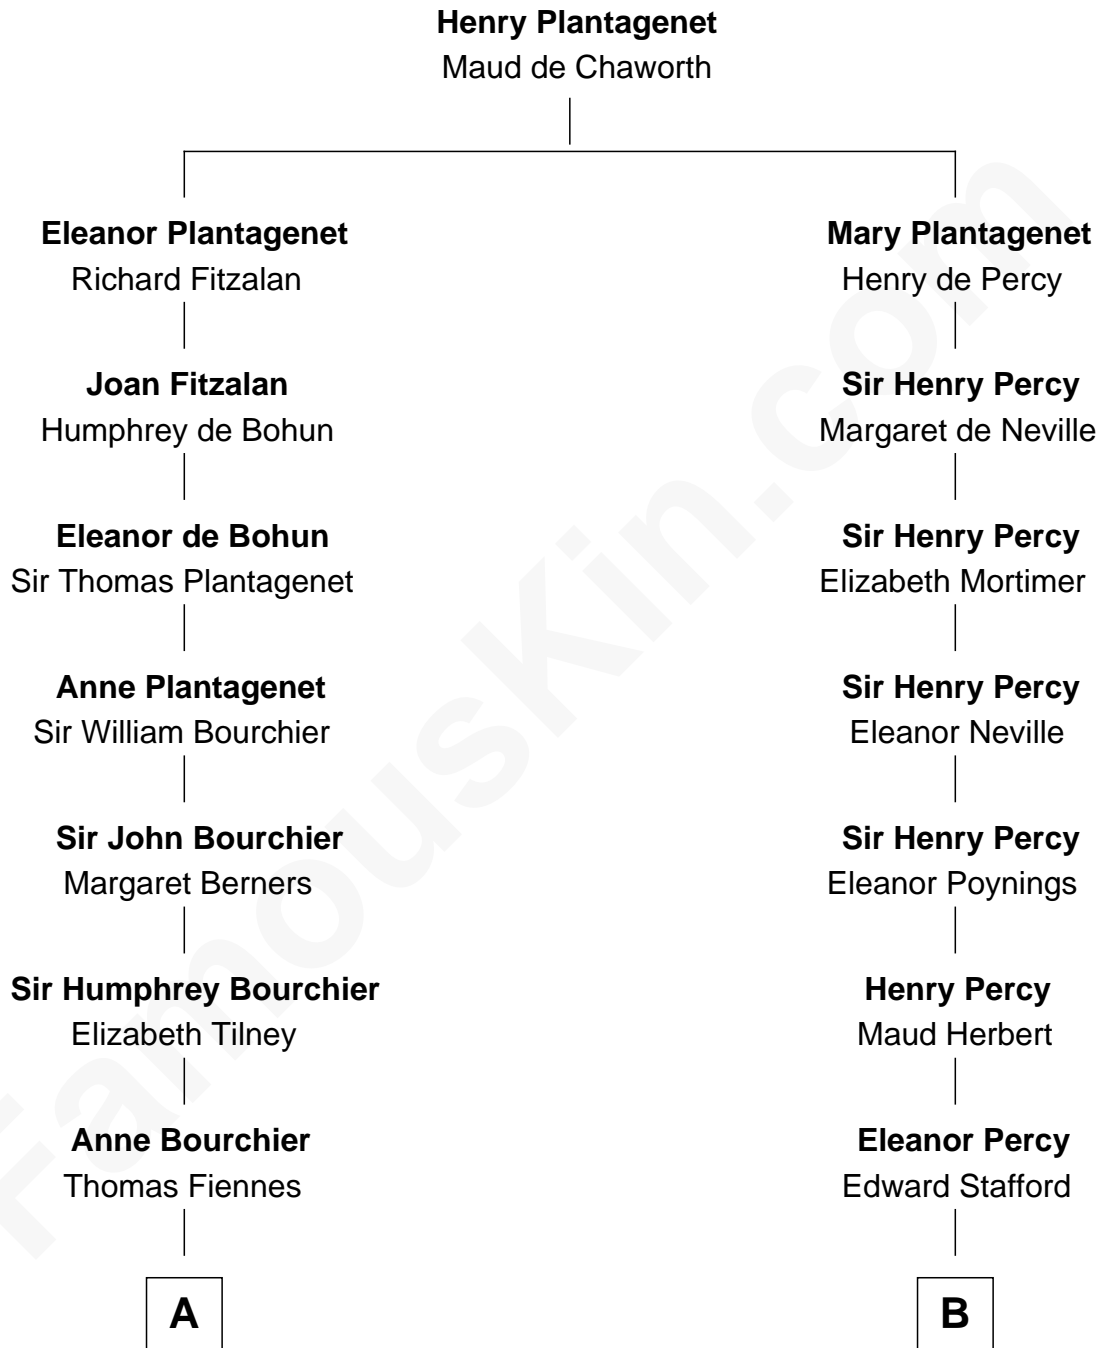 Henry Plantagenet
Maud de Chaworth
Eleanor Plantagenet
Richard Fitzalan
Mary Plantagenet
Henry de Percy
Joan Fitzalan
Humphrey de Bohun
Sir Henry Percy
Margaret de Neville
Eleanor de Bohun
Sir Thomas Plantagenet
Sir Henry Percy
Elizabeth Mortimer
Anne Plantagenet
Sir William Bourchier
Sir Henry Percy
Eleanor Neville
Sir John Bourchier
Margaret Berners
Sir Henry Percy
Eleanor Poynings
Sir Humphrey Bourchier
Elizabeth Tilney
Henry Percy
Maud Herbert
Anne Bourchier
Thomas Fiennes
Eleanor Percy
Edward Stafford
A
B
FamousKin.com